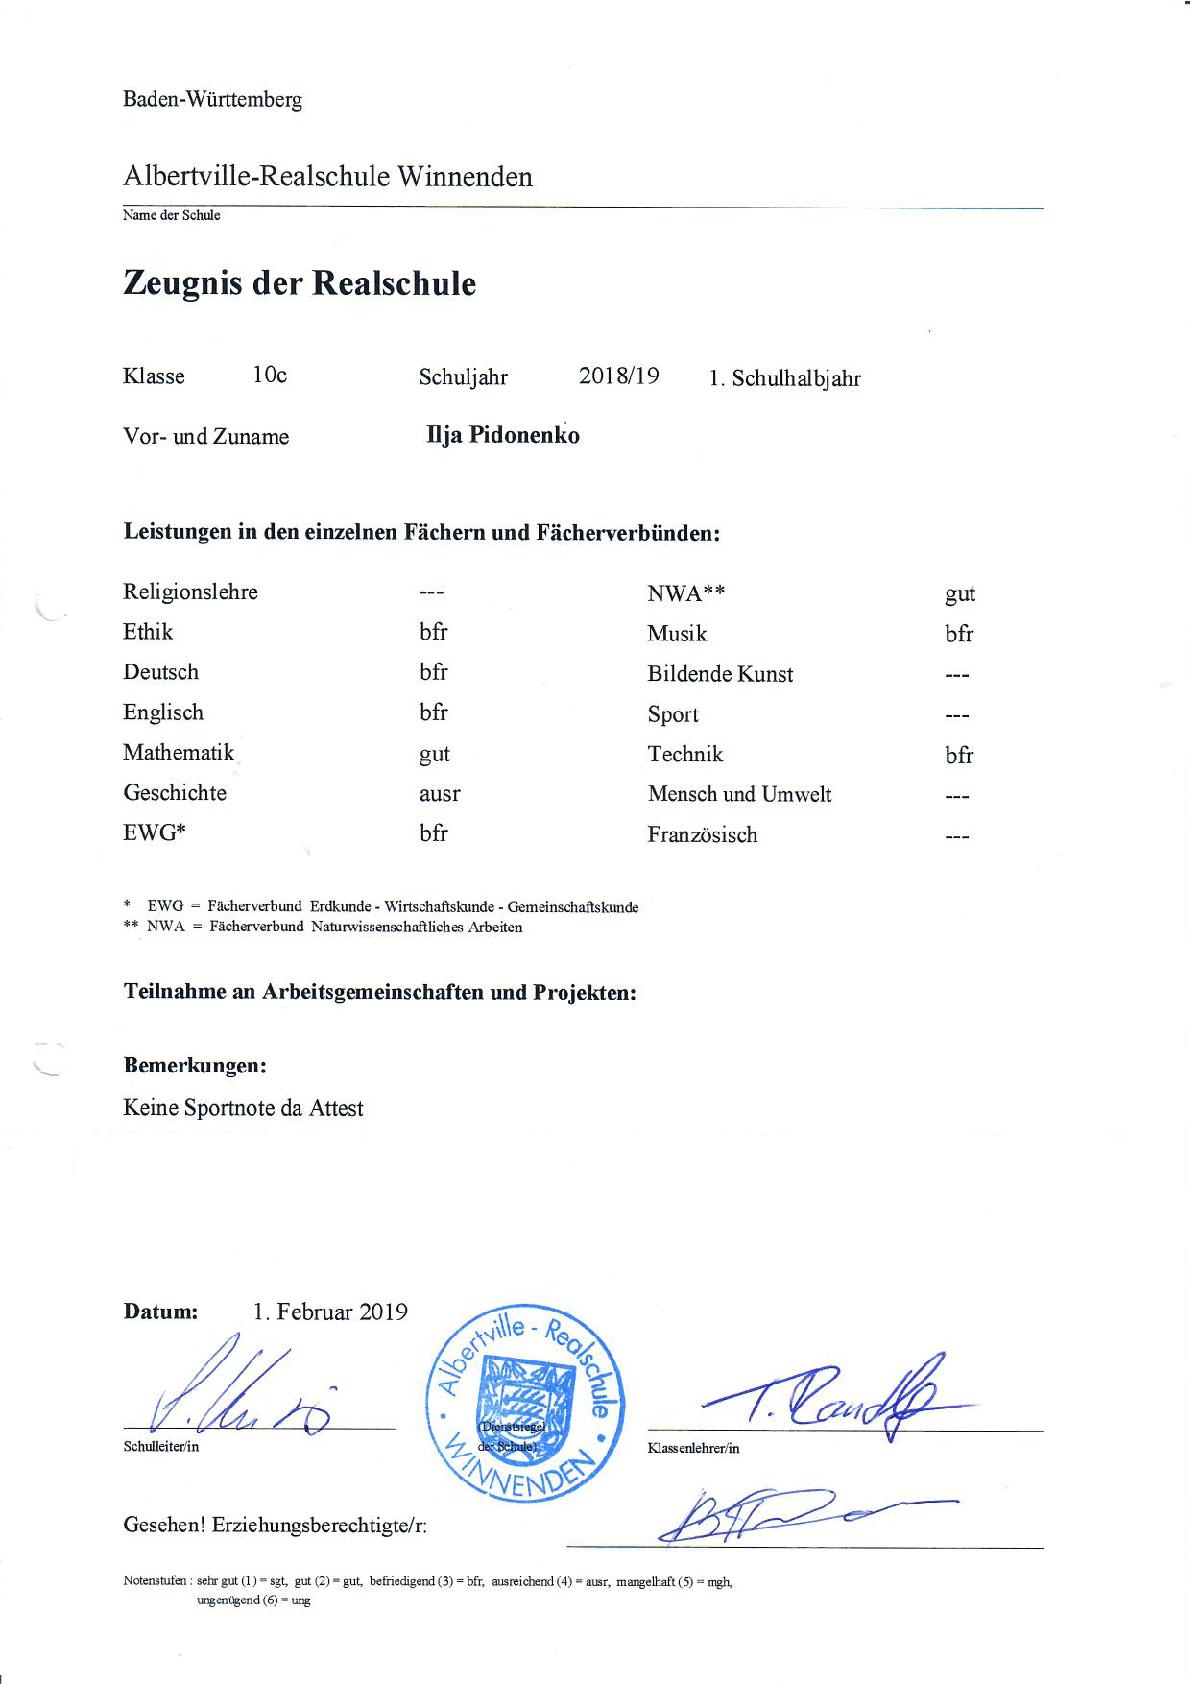 Baden-Württemberg
Albertville-Realschule Winnenden
Name der Schule
Zeugnis der Realschule
Klasse 10c Schuljahr 2018/19 1. Schulhalbjahr
Vor- und Zuname Ilja Pidonenko
Leistungen in den einzelnen Fächern und Fächerverbünden:
Religionslehre --- NWA** gut
Ethik bfr Musik bfr
Deutsch bfr Bildende Kunst ---
Englisch bfr Sport ---
Mathematik gut Technik bfr
Geschichte ausr Mensch und Umwelt ---
EWG* bfr Französisch ---
* EWG = Fächerverbund Erdkunde - Wirtschaftskunde - Gemeinschaftskunde
** NWA = Fächerverbund Naturwissenschaftliches Arbeiten
Teilnahme an Arbeitsgemeinschaften und Projekten:
Bemerkungen:
Keine Sportnote da Attest
Datum: 1. Februar 2019
Albertville - Realschule
WINNENDEN
(Dienstsiegel
der Schule)
Schulleiter/in Klassenlehrer/in
Gesehen! Erziehungsberechtigte/r:
Notenstufen : sehr gut (1) = sgt, gut (2) = gut, befriedigend (3) = bfr, ausreichend (4) = ausr, mangelhaft (5) = mgh,
ungenügend (6) = ung